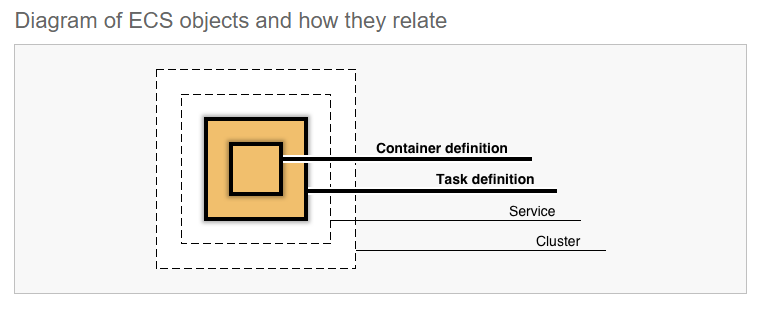 Diagram of ECS objects and how they relate
Container definition
Task definition
Service
Cluster